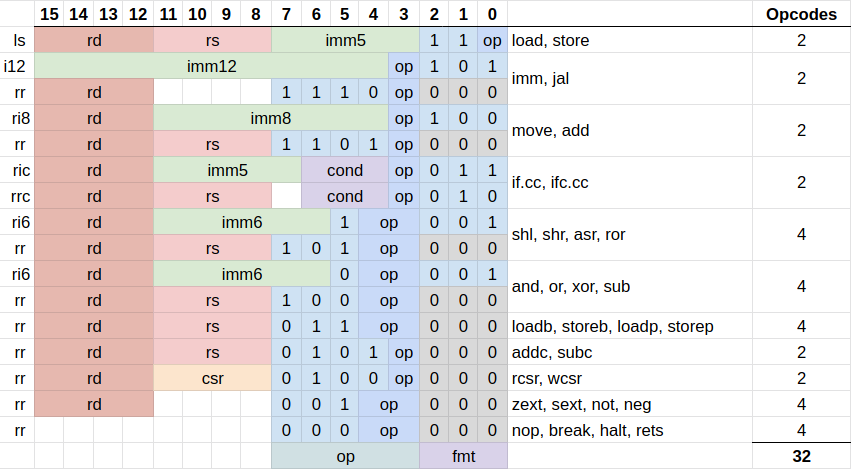 15 14 13 12 11 10 9 8 7 6 5 4 3 2 1 0 Opcodes
ls rd rs imm5 1 1 op load, store 2
i12 imm12 op 1 0 1 imm, jal 2
rr rd 1 1 1 0 op 0 0 0
ri8 rd imm8 op 1 0 0 move, add 2
rr rd rs 1 1 0 1 op 0 0 0
ric rd imm5 cond op 0 1 1 if.cc, ifc.cc 2
rrc rd rs cond op 0 1 0
ri6 rd imm6 1 op 0 0 1 shl, shr, asr, ror 4
rr rd rs 1 0 1 op 0 0 0
ri6 rd imm6 0 op 0 0 1 and, or, xor, sub 4
rr rd rs 1 0 0 op 0 0 0
rr rd rs 0 1 1 op 0 0 0 loadb, storeb, loadp, storep 4
rr rd rs 0 1 0 1 op 0 0 0 addc, subc 2
rr rd csr 0 1 0 0 op 0 0 0 rcsr, wcsr 2
rr rd 0 0 1 op 0 0 0 zext, sext, not, neg 4
rr 0 0 0 op 0 0 0 nop, break, halt, rets 4
op fmt 32